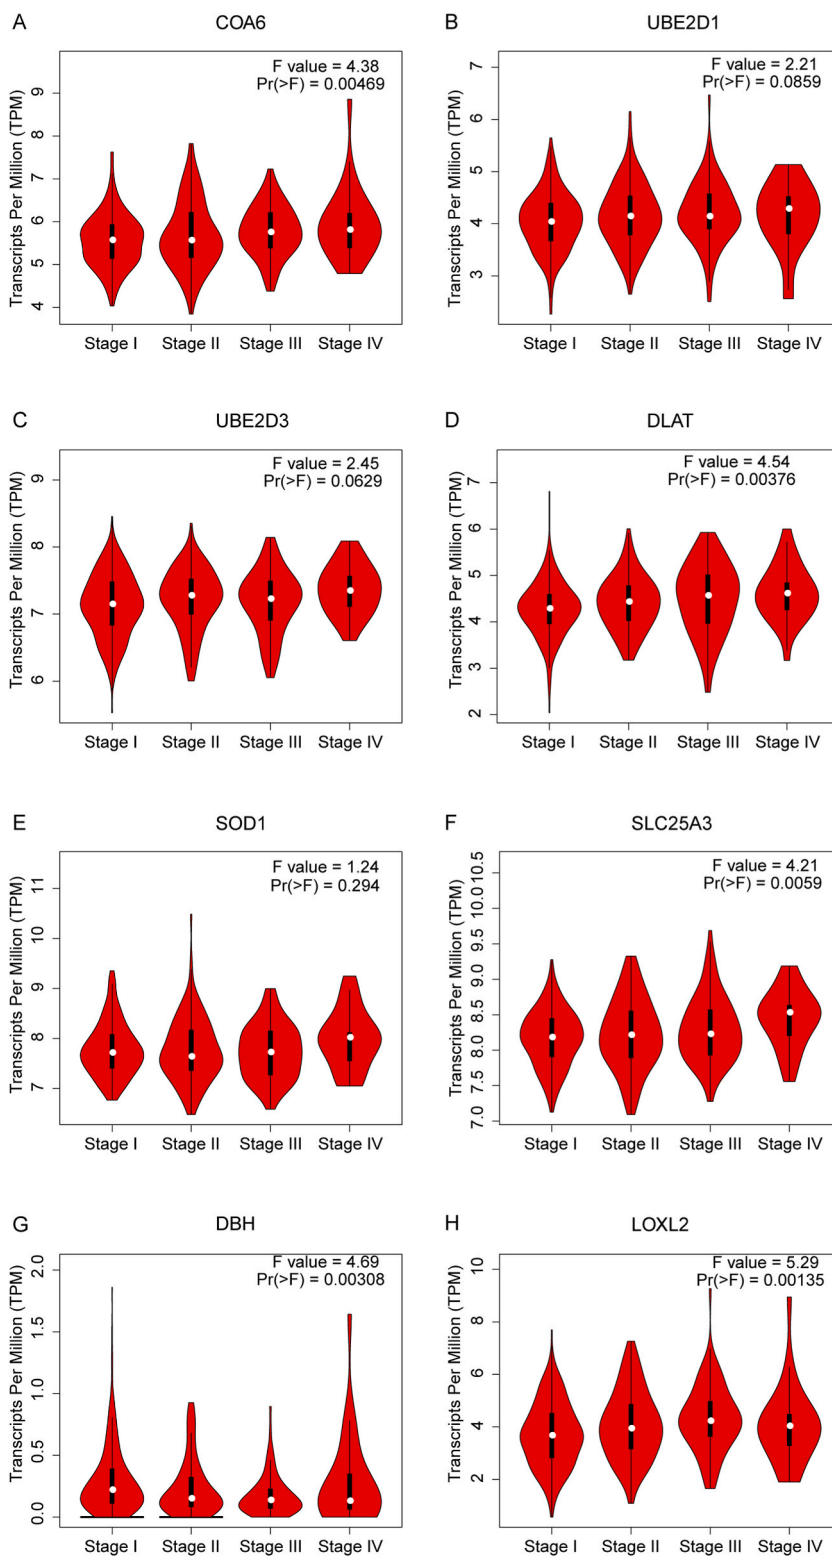 A
COA6
F value = 4.38
Pr(>F) = 0.00469
Transcripts Per Million (TPM)
9
8
7
6
5
4
Stage I Stage II Stage III Stage IV
B
UBE2D1
F value = 2.21
Pr(>F) = 0.0859
Transcripts Per Million (TPM)
7
6
5
4
3
Stage I Stage II Stage III Stage IV
C
UBE2D3
F value = 2.45
Pr(>F) = 0.0629
Transcripts Per Million (TPM)
9
8
7
6
Stage I Stage II Stage III Stage IV
D
DLAT
F value = 4.54
Pr(>F) = 0.00376
Transcripts Per Million (TPM)
7
6
5
4
3
2
Stage I Stage II Stage III Stage IV
E
SOD1
F value = 1.24
Pr(>F) = 0.294
Transcripts Per Million (TPM)
11
10
9
8
7
Stage I Stage II Stage III Stage IV
F
SLC25A3
F value = 4.21
Pr(>F) = 0.0059
Transcripts Per Million (TPM)
10.5
10.0
9.5
9.0
8.5
8.0
7.5
7.0
Stage I Stage II Stage III Stage IV
G
DBH
F value = 4.69
Pr(>F) = 0.00308
Transcripts Per Million (TPM)
2.0
1.5
1.0
0.5
0.0
Stage I Stage II Stage III Stage IV
H
LOXL2
F value = 5.29
Pr(>F) = 0.00135
Transcripts Per Million (TPM)
10
8
6
4
2
Stage I Stage II Stage III Stage IV